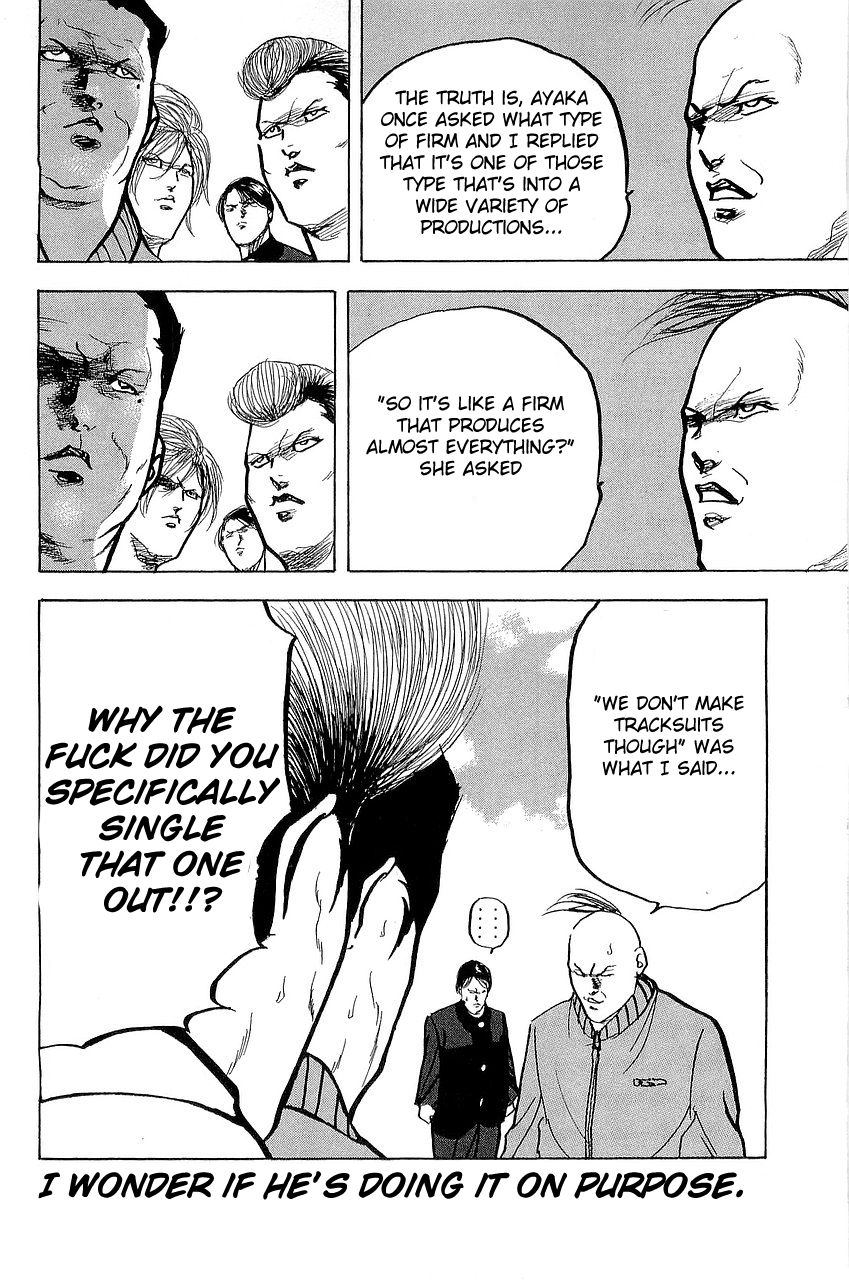 THE TRUTH IS, AYAKA
ONCE ASKED WHAT TYPE
OF FIRM AND I REPLIED
THAT IT'S ONE OF THOSE
TYPE THAT'S INTO A
WIDE VARIETY OF
PRODUCTIONS...
"SO IT'S LIKE A FIRM
THAT PRODUCES
ALMOST EVERYTHING?"
SHE ASKED
"WE DON'T MAKE
TRACKSUITS
THOUGH" WAS
WHAT I SAID...
WHY THE
FUCK DID YOU
SPECIFICALLY
SINGLE
THAT ONE
OUT!!?
I WONDER IF HE'S DOING IT ON PURPOSE.